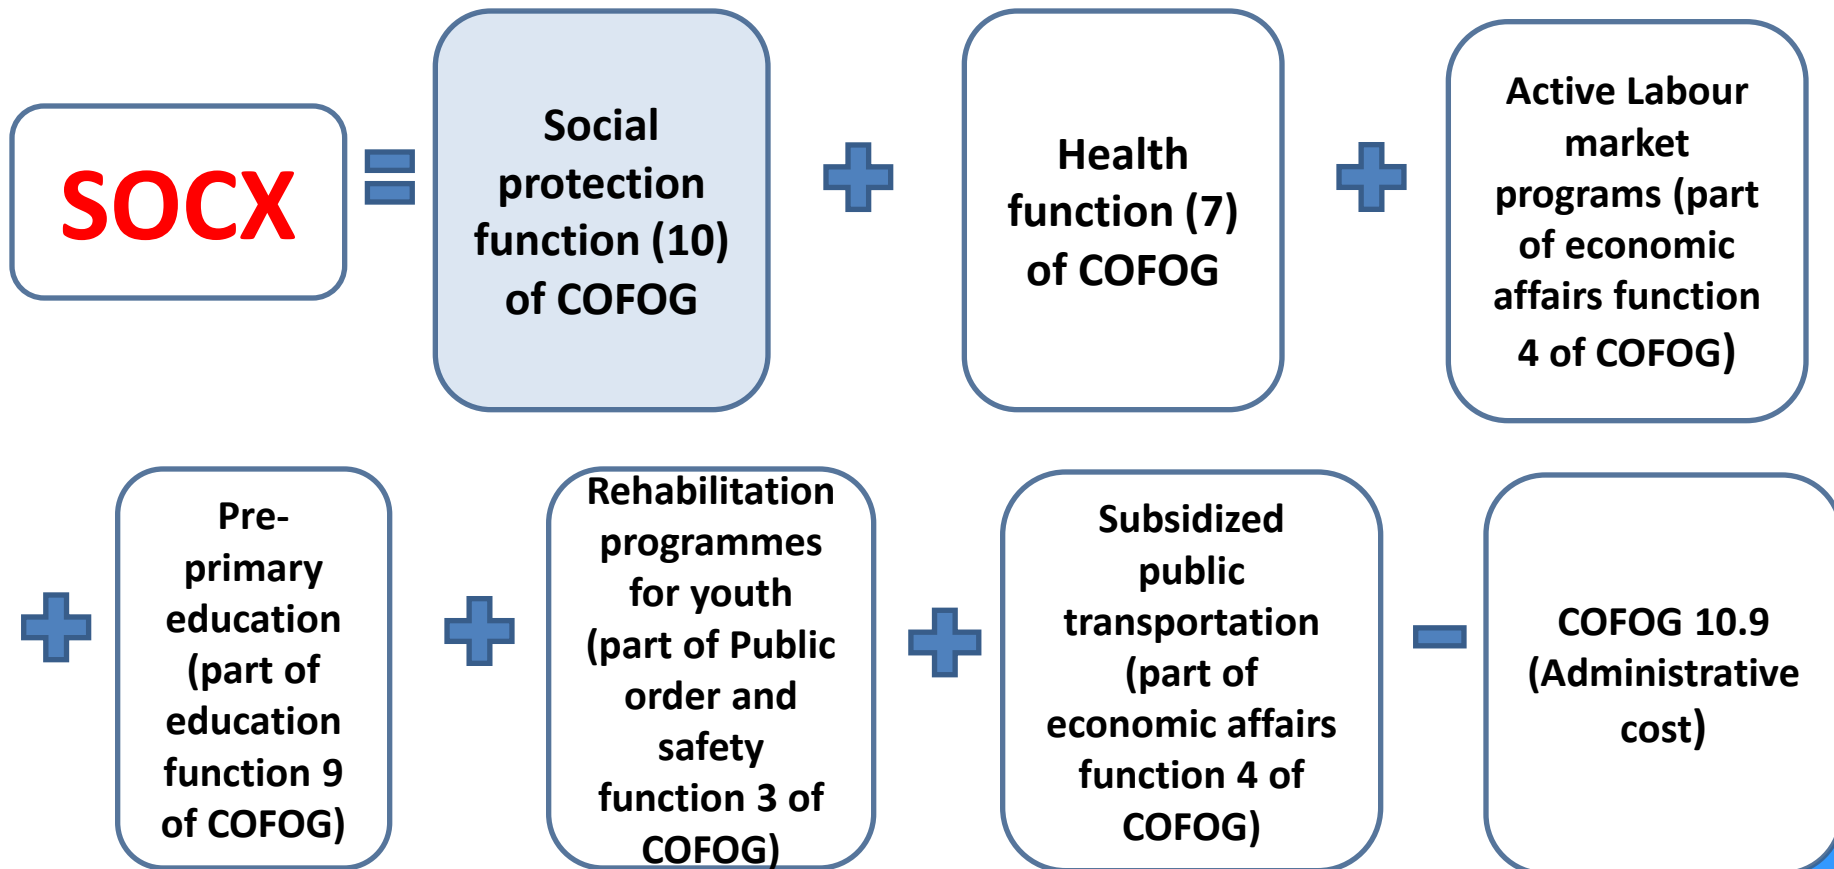 SOCX
Social
protection
function (10)
of COFOG
Health
function (7)
of COFOG
Active Labour
market
programs (part
of economic
affairs function
4 of COFOG)
Pre-
primary
education
(part of
education
function 9
of COFOG)
Rehabilitation
programmes
for youth
(part of Public
order and
safety
function 3 of
COFOG)
Subsidized
public
transportation
(part of
economic affairs
function 4 of
COFOG)
COFOG 10.9
(Administrative
cost)